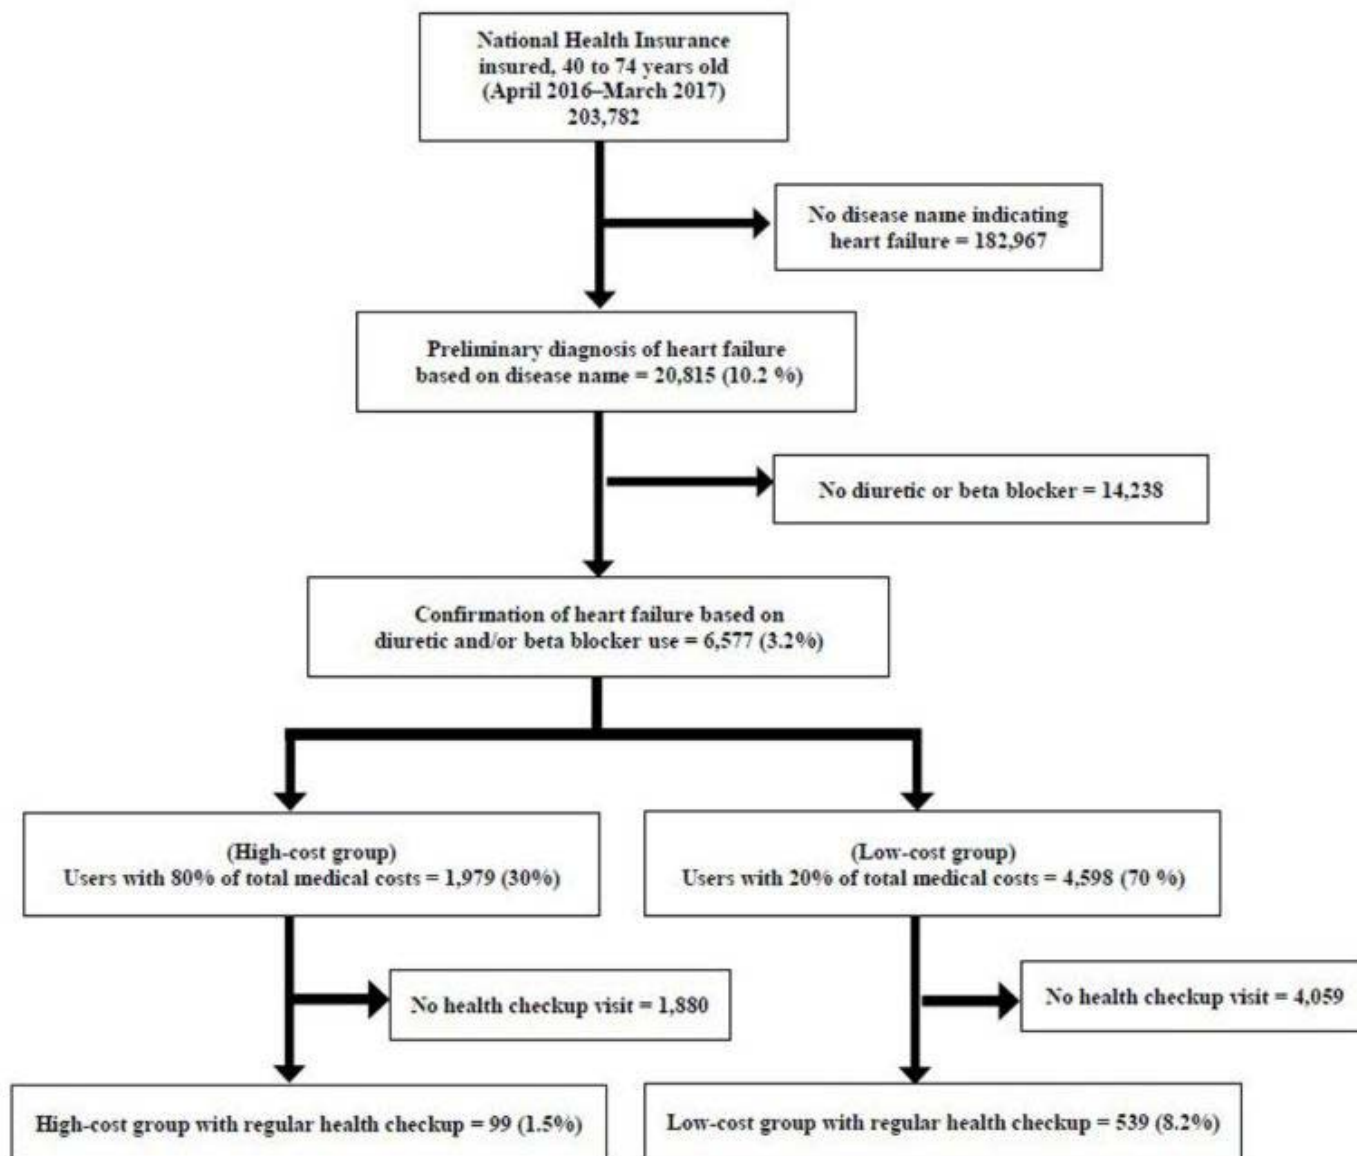 National Health Insurance
insured, 40 to 74 years old
(April 2016–March 2017)
203,782
No disease name indicating
heart failure = 182,967
Preliminary diagnosis of heart failure
based on disease name = 20,815 (10.2 %)
No diuretic or beta blocker = 14,238
Confirmation of heart failure based on
diuretic and/or beta blocker use = 6,577 (3.2%)
(High-cost group)
Users with 80% of total medical costs = 1,979 (30%)
(Low-cost group)
Users with 20% of total medical costs = 4,598 (70 %)
No health checkup visit = 1,880
No health checkup visit = 4,059
High-cost group with regular health checkup = 99 (1.5%)
Low-cost group with regular health checkup = 539 (8.2%)